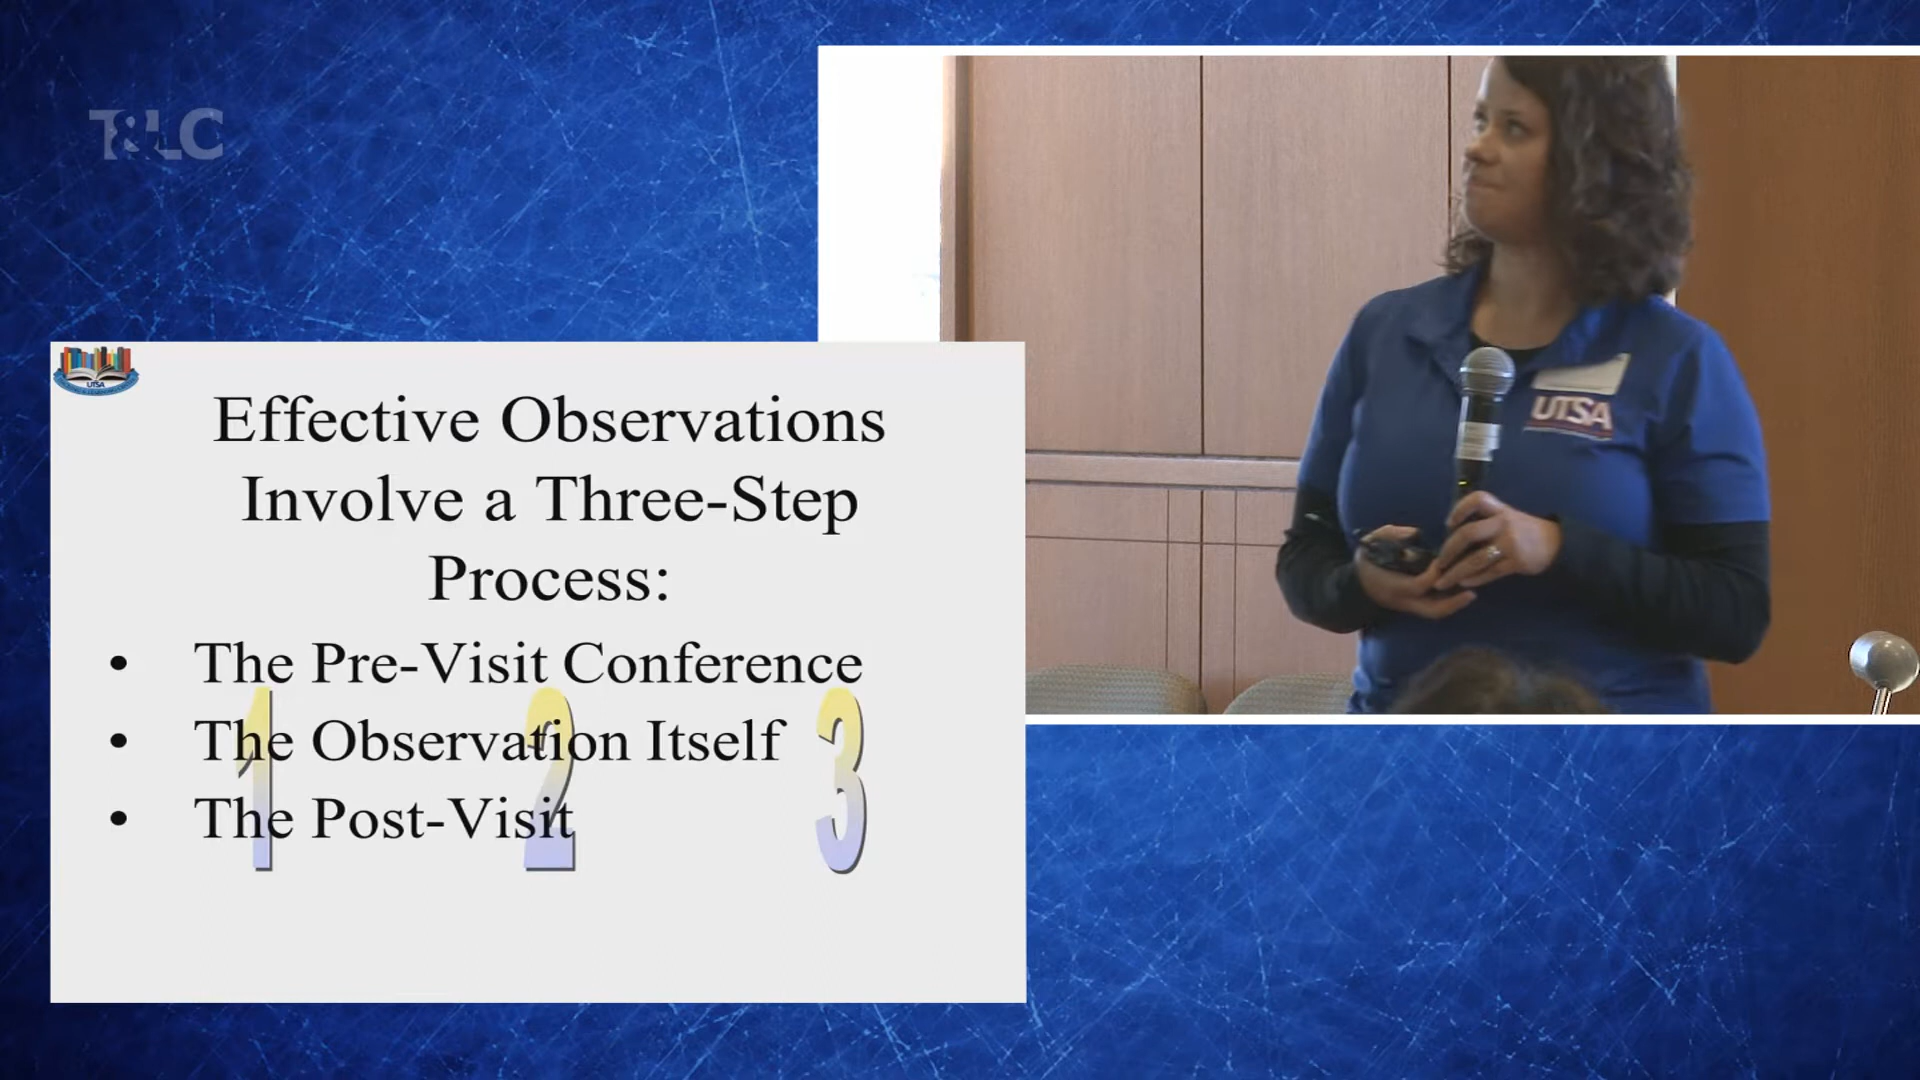 T&LC
UTSA
Effective Observations
Involve a Three-Step
Process:
• The Pre-Visit Conference
• The Observation Itself
• The Post-Visit
1 2 3
UTSA